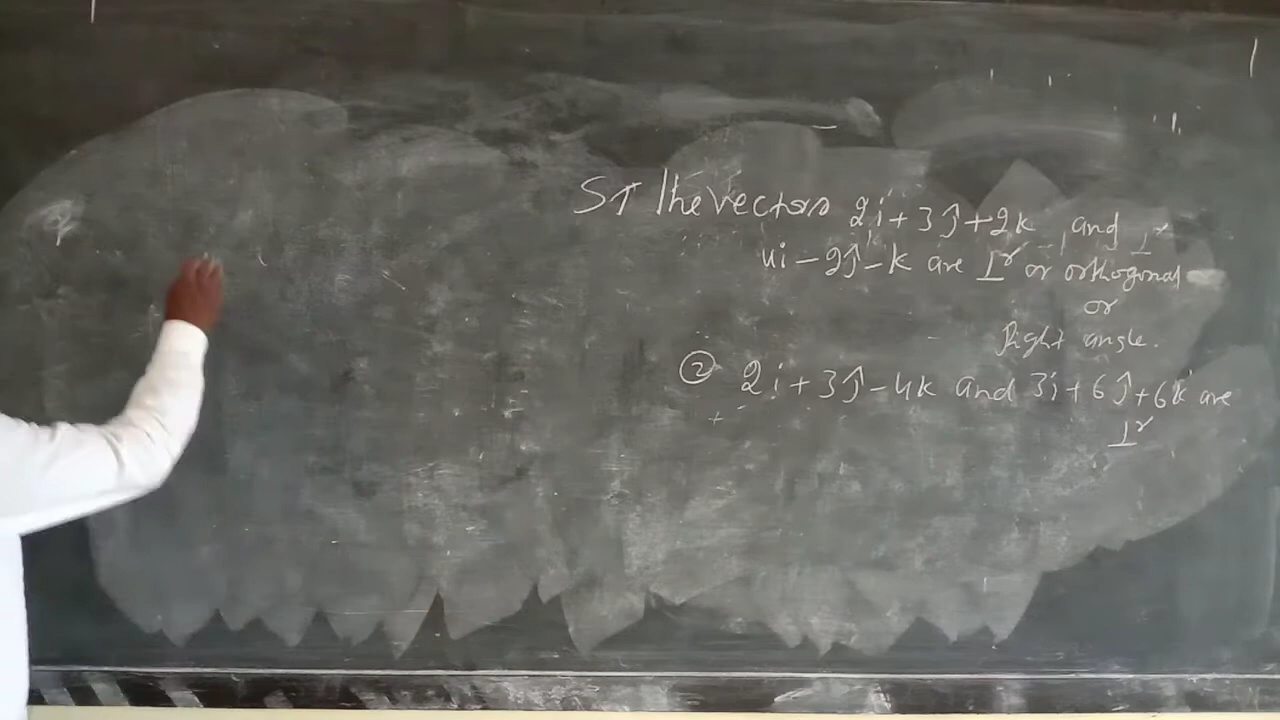 ST the vectors 2i + 3j + 2k and ⊥r
4i − 2j − k are ⊥r or orthogonal
or
Right angle.
② 2i + 3j − 4k and 3i + 6j + 6k are
⊥r